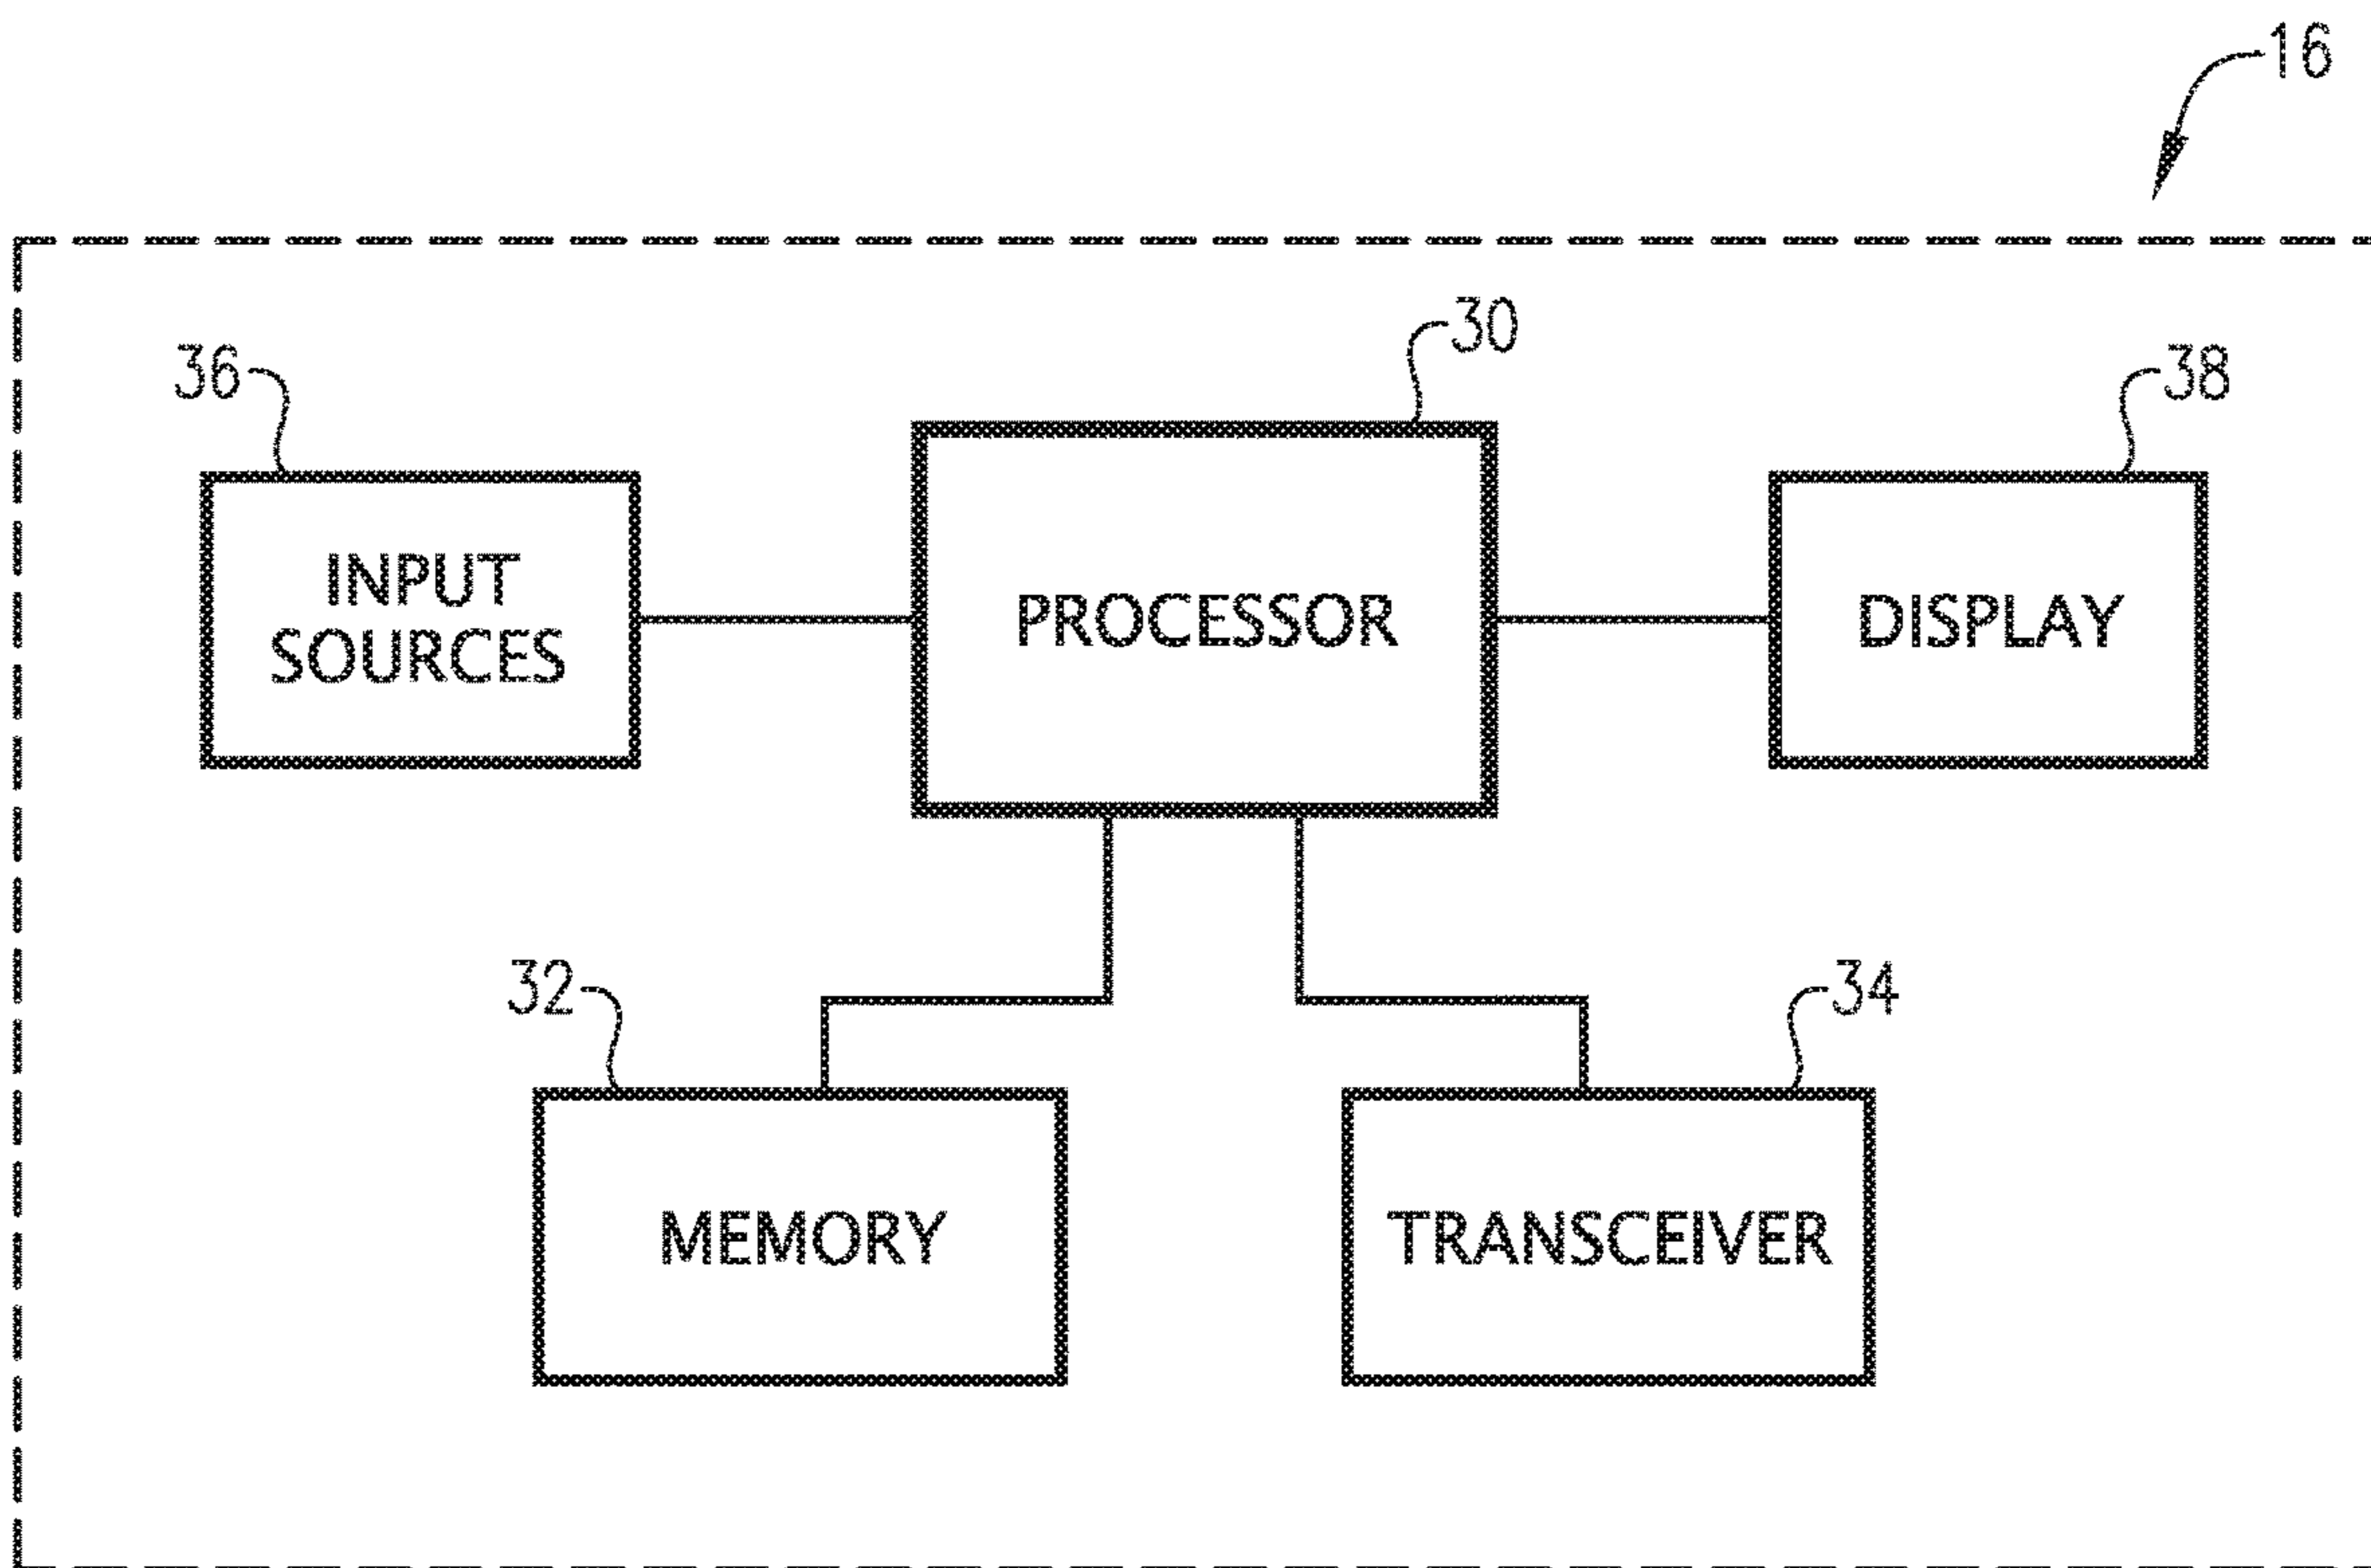 16
30
36
38
INPUT
SOURCES
PROCESSOR
DISPLAY
32
34
MEMORY
TRANSCEIVER